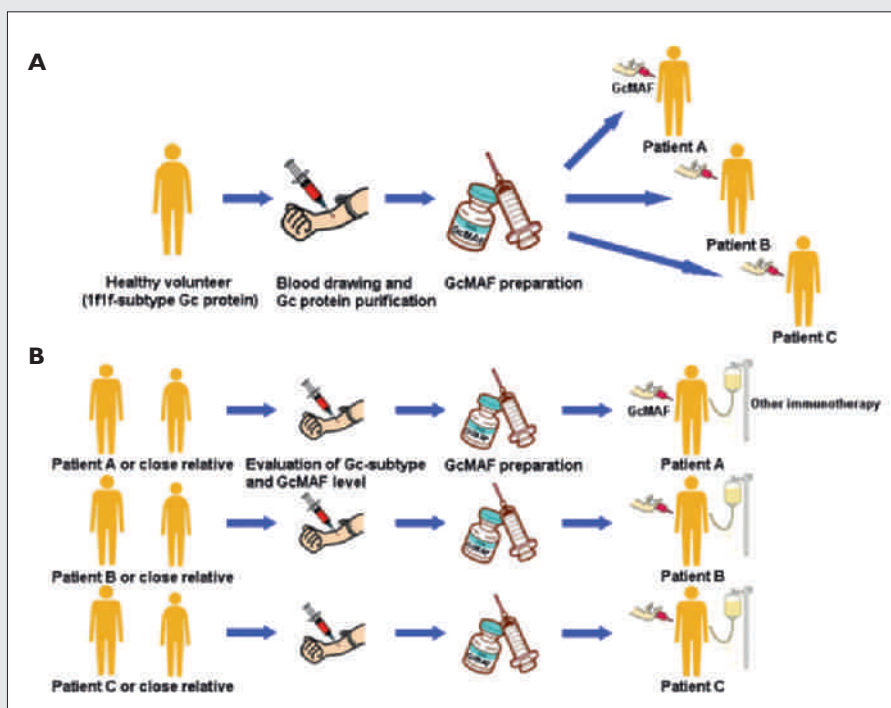 A
GcMAF
Patient A
Patient B
Patient C
GcMAF
Healthy volunteer
(1f1f-subtype Gc protein)
Blood drawing and
Gc protein purification
GcMAF preparation
B
GcMAF
Other immunotherapy
Patient A or close relative
Evaluation of Gc-subtype
and GcMAF level
GcMAF preparation
Patient A
Patient B or close relative
Patient B
Patient C or close relative
Patient C